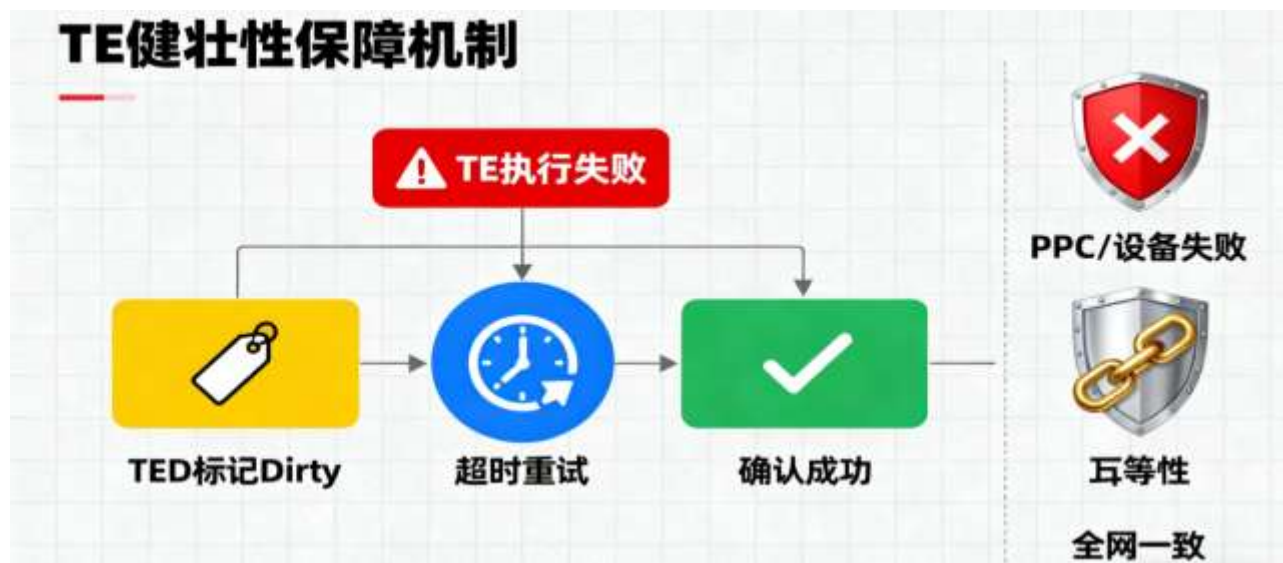 TE健壮性保障机制
TE执行失败
TED标记Dirty
超时重试
确认成功
PPC/设备失败
互等性
全网一致